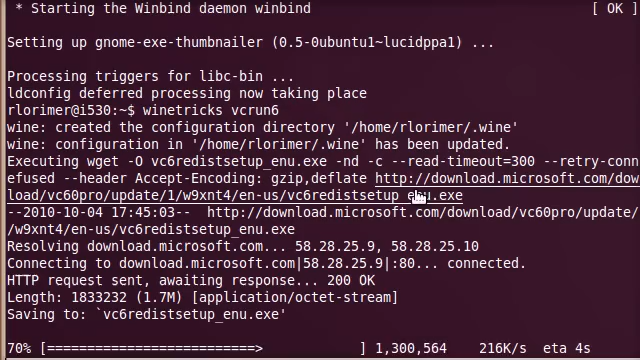 * Starting the Winbind daemon winbind [ OK ]
Setting up gnome-exe-thumbnailer (0.5-0ubuntu1~lucidppa1) ...
Processing triggers for libc-bin ...
ldconfig deferred processing now taking place
rlorimer@i530:~$ winetricks vcrun6
wine: created the configuration directory '/home/rlorimer/.wine'
wine: configuration in '/home/rlorimer/.wine' has been updated.
Executing wget -O vc6redistsetup_enu.exe -nd -c --read-timeout=300 --retry-conn
efused --header Accept-Encoding: gzip,deflate http://download.microsoft.com/dow
load/vc60pro/update/1/w9xnt4/en-us/vc6redistsetup_enu.exe
--2010-10-04 17:45:03-- http://download.microsoft.com/download/vc60pro/update/
/w9xnt4/en-us/vc6redistsetup_enu.exe
Resolving download.microsoft.com... 58.28.25.9, 58.28.25.10
Connecting to download.microsoft.com|58.28.25.9|:80... connected.
HTTP request sent, awaiting response... 200 OK
Length: 1833232 (1.7M) [application/octet-stream]
Saving to: `vc6redistsetup_enu.exe'
70% [==========================> ] 1,300,564 216K/s eta 4s